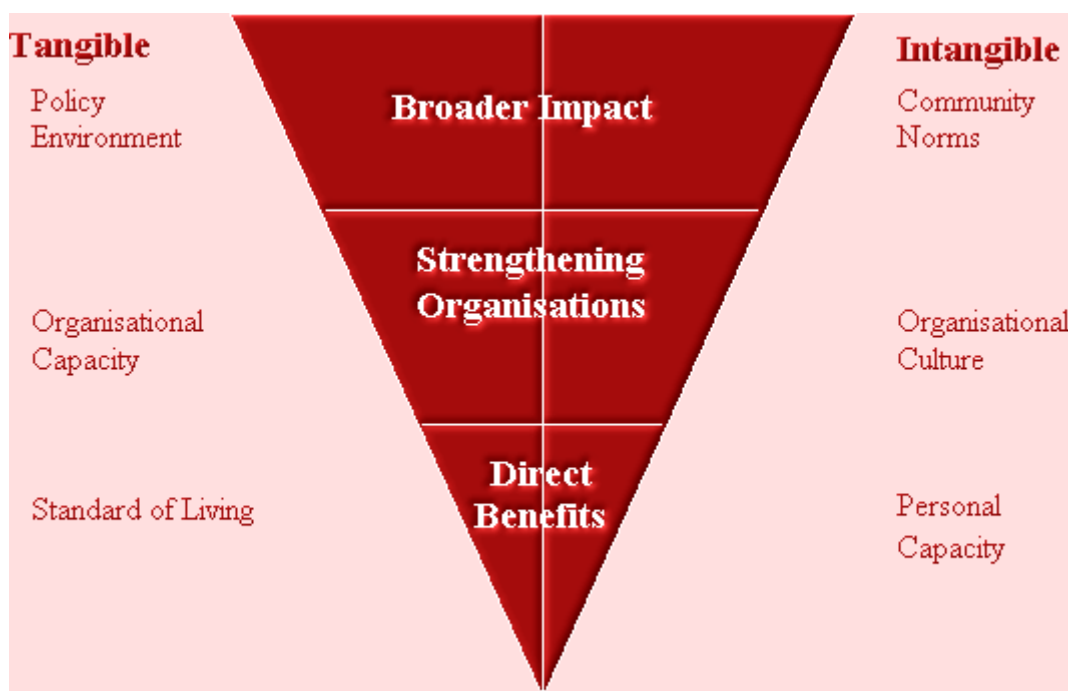 Tangible
Policy
Environment
Organisational
Capacity
Standard of Living
Broader Impact
Strengthening
Organisations
Direct
Benefits
Intangible
Community
Norms
Organisational
Culture
Personal
Capacity